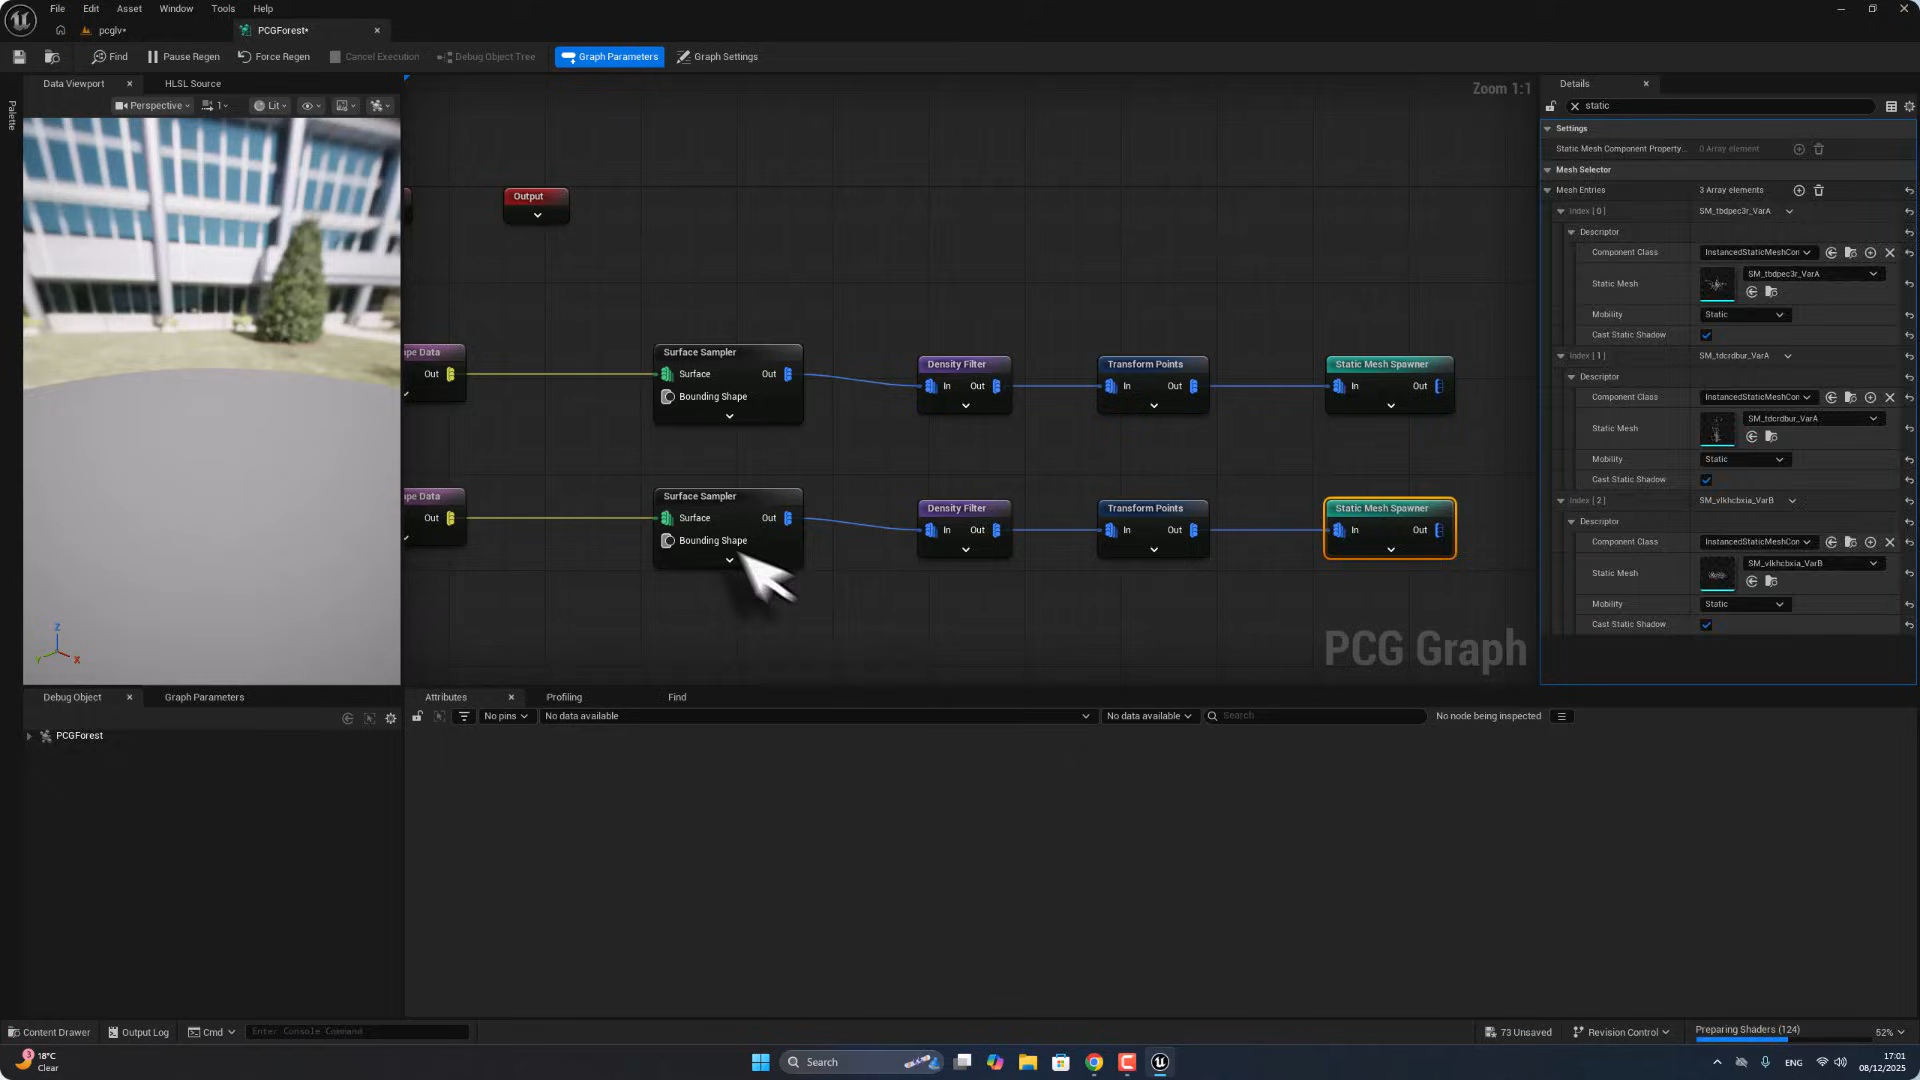 File Edit Asset Window Tools Help
pcglv*
PCGForest*
Find Pause Regen Force Regen Cancel Execution Debug Object Tree Graph Parameters Graph Settings
Palette
Data Viewport HLSL Source
Perspective 1 Lit
Zoom 1:1
Output
pe Data
Out
Surface Sampler
Surface Out
Bounding Shape
Density Filter
In Out
Transform Points
In Out
Static Mesh Spawner
In Out
pe Data
Out
Surface Sampler
Surface Out
Bounding Shape
Density Filter
In Out
Transform Points
In Out
Static Mesh Spawner
In Out
PCG Graph
Z
Y X
Details
static
Settings
Static Mesh Component Property... 0 Array element
Mesh Selector
Mesh Entries 3 Array elements
Index [ 0 ] SM_tbdpec3r_VarA
Descriptor
Component Class InstancedStaticMeshCon
Static Mesh SM_tbdpec3r_VarA
Mobility Static
Cast Static Shadow
Index [ 1 ] SM_tdcrdbur_VarA
Descriptor
Component Class InstancedStaticMeshCon
Static Mesh SM_tdcrdbur_VarA
Mobility Static
Cast Static Shadow
Index [ 2 ] SM_vlkhcbxia_VarB
Descriptor
Component Class InstancedStaticMeshCon
Static Mesh SM_vlkhcbxia_VarB
Mobility Static
Cast Static Shadow
Debug Object Graph Parameters
PCGForest
Attributes Profiling Find
No pins No data available No data available Search No node being inspected
Content Drawer Output Log Cmd Enter Console Command 73 Unsaved Revision Control Preparing Shaders (124) 52%
3 18°C
Clear
Search
ENG
17:01
08/12/2025